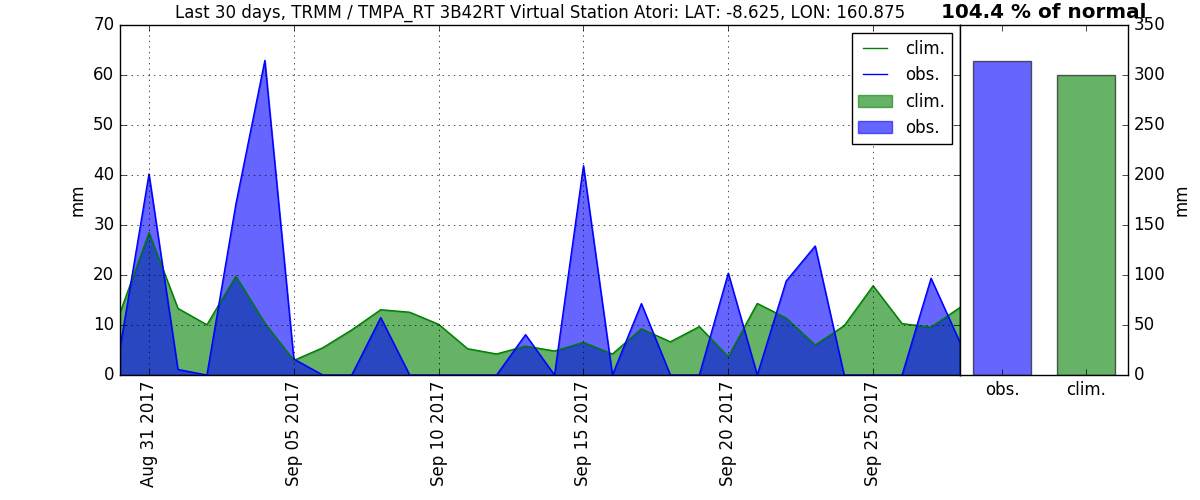 Last 30 days, TRMM / TMPA_RT 3B42RT Virtual Station Atori: LAT: -8.625, LON: 160.875
104.4 % of normal
70
60
50
40
30
20
10
0
mm
clim.
obs.
clim.
obs.
350
300
250
200
150
100
50
0
mm
obs.
clim.
Aug 31 2017
Sep 05 2017
Sep 10 2017
Sep 15 2017
Sep 20 2017
Sep 25 2017